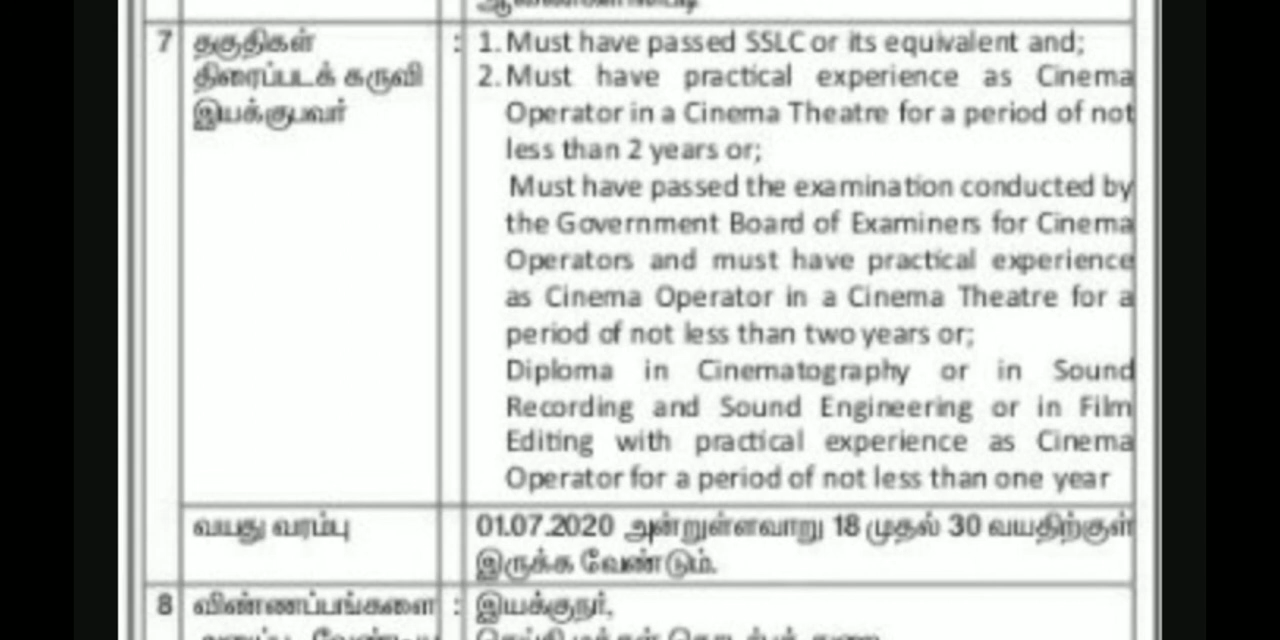 7 தகுதிகள் : 1. Must have passed SSLC or its equivalent and;
திரைப்படக் கருவி 2. Must have practical experience as Cinema
இயக்குபவர் Operator in a Cinema Theatre for a period of not
less than 2 years or;
Must have passed the examination conducted by
the Government Board of Examiners for Cinema
Operators and must have practical experience
as Cinema Operator in a Cinema Theatre for a
period of not less than two years or;
Diploma in Cinematography or in Sound
Recording and Sound Engineering or in Film
Editing with practical experience as Cinema
Operator for a period of not less than one year
வயது வரம்பு 01.07.2020 அன்றுள்ளவாறு 18 முதல் 30 வயதிற்குள்
இருக்க வேண்டும்.
8 விண்ணப்பங்களை : இயக்குநர்,